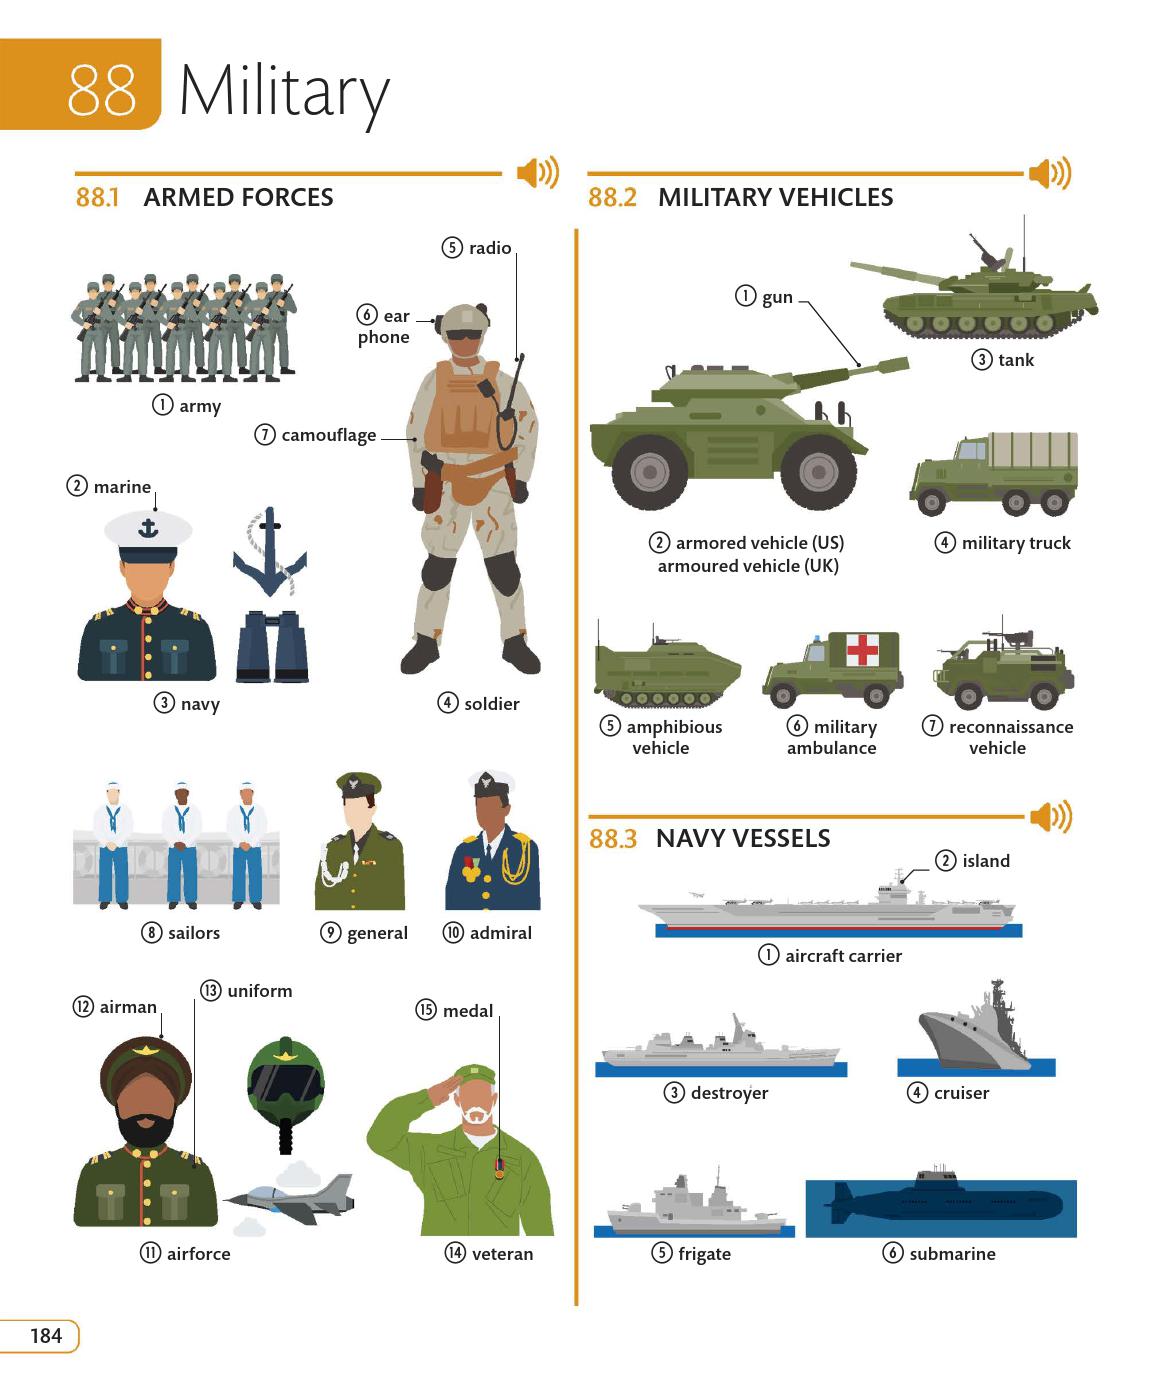 88 Military
88.1 ARMED FORCES
① army
② marine
③ navy
④ soldier
⑤ radio
⑥ ear
phone
⑦ camouflage
⑧ sailors
⑨ general
⑩ admiral
⑪ airforce
⑫ airman
⑬ uniform
⑭ veteran
⑮ medal
88.2 MILITARY VEHICLES
① gun
② armored vehicle (US)
armoured vehicle (UK)
③ tank
④ military truck
⑤ amphibious
vehicle
⑥ military
ambulance
⑦ reconnaissance
vehicle
88.3 NAVY VESSELS
① aircraft carrier
② island
③ destroyer
④ cruiser
⑤ frigate
⑥ submarine
184